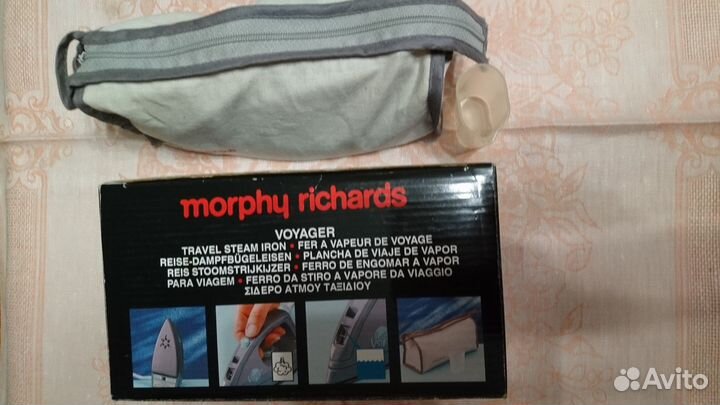 morphy richards
VOYAGER
TRAVEL STEAM IRON • FER A VAPEUR DE VOYAGE
REISE-DAMPFBÜGELEISEN • PLANCHA DE VIAJE DE VAPOR
REIS STOOMSTRIJKIJZER • FERRO DE ENGOMAR A VAPOR
PARA VIAGEM • FERRO DA STIRO A VAPORE DA VIAGGIO
ΣΙΔΕΡΟ ΑΤΜΟΥ ΤΑΞΙΔΙΟΥ
Avito